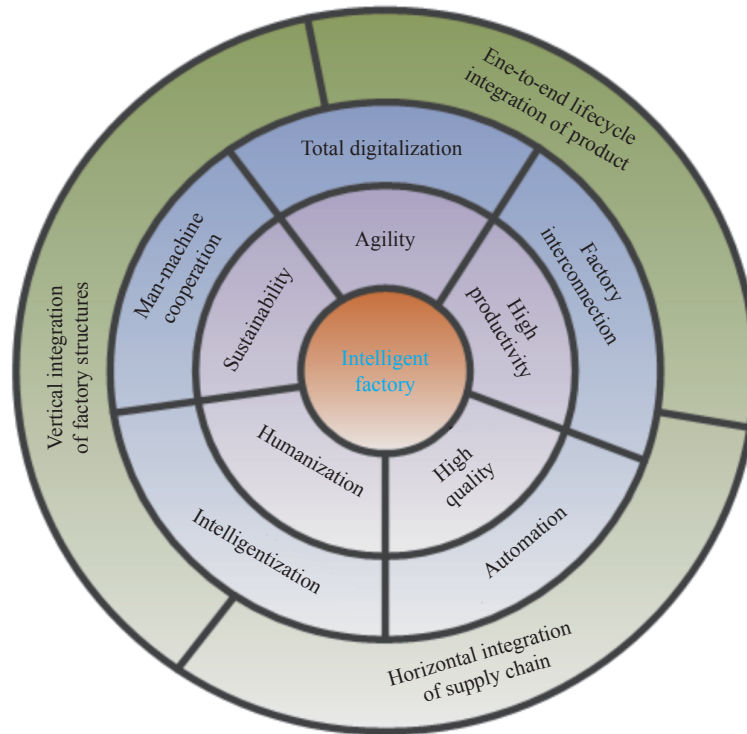 Ene-to-end lifecycle
integration of product
Total digitalization
Man-machine
cooperation
Factory
interconnection
Agility
Sustainability
High
productivity
Intelligent
factory
Vertical integration
of factory structures
Humanization
High
quality
Intelligentization
Automation
Horizontal integration
of supply chain